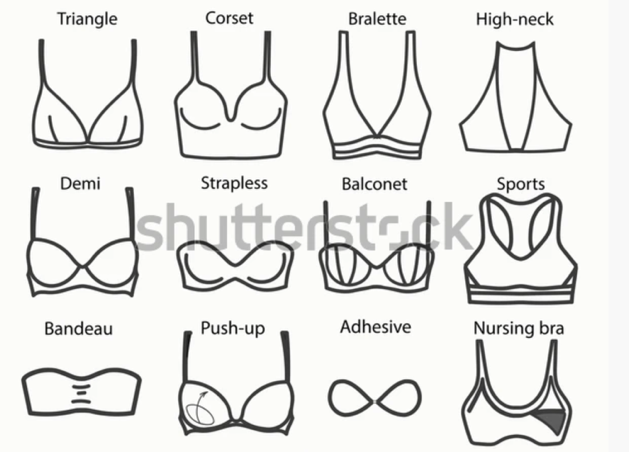 Triangle
Corset
Bralette
High-neck
Demi
Strapless
Balconet
Sports
shutterstock
Bandeau
Push-up
Adhesive
Nursing bra